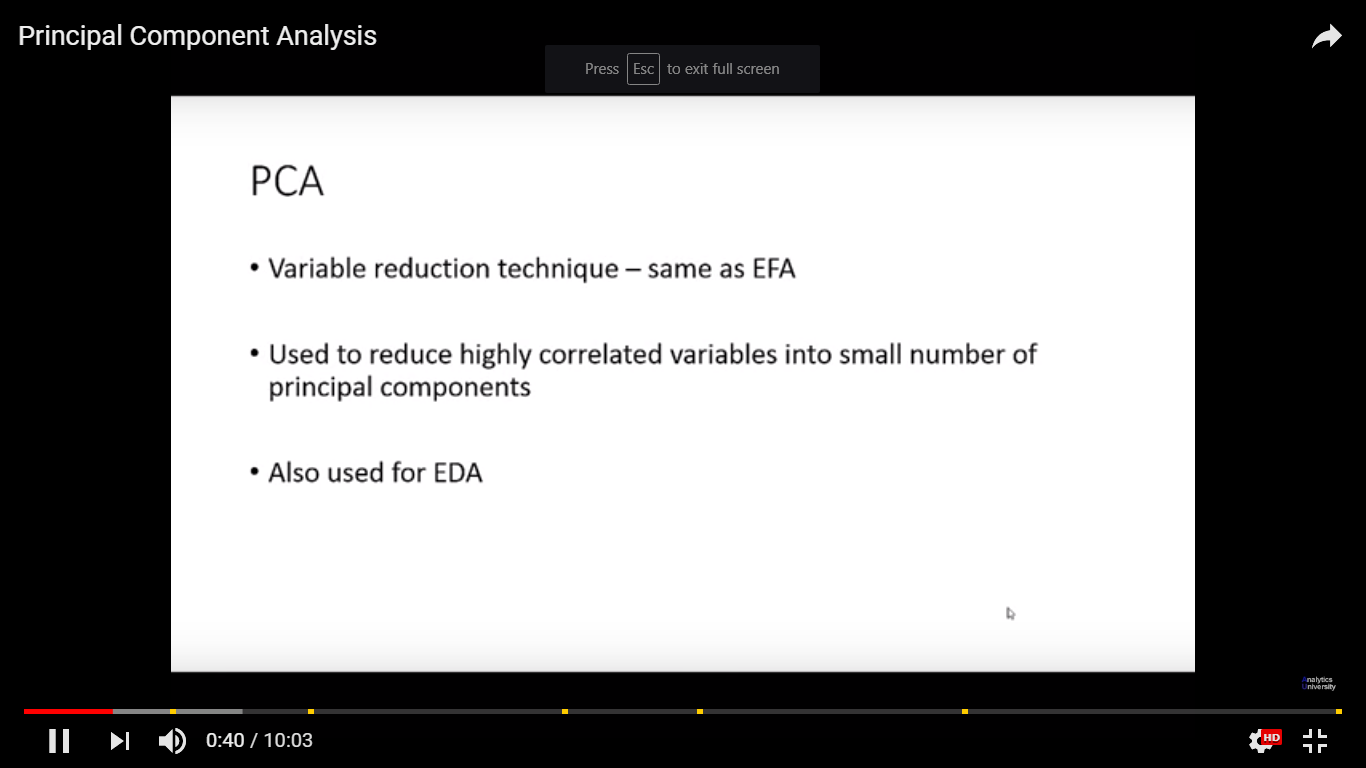 Principal Component Analysis
Press Esc to exit full screen
PCA
• Variable reduction technique – same as EFA
• Used to reduce highly correlated variables into small number of
principal components
• Also used for EDA
Analytics
University
0:40 / 10:03
HD